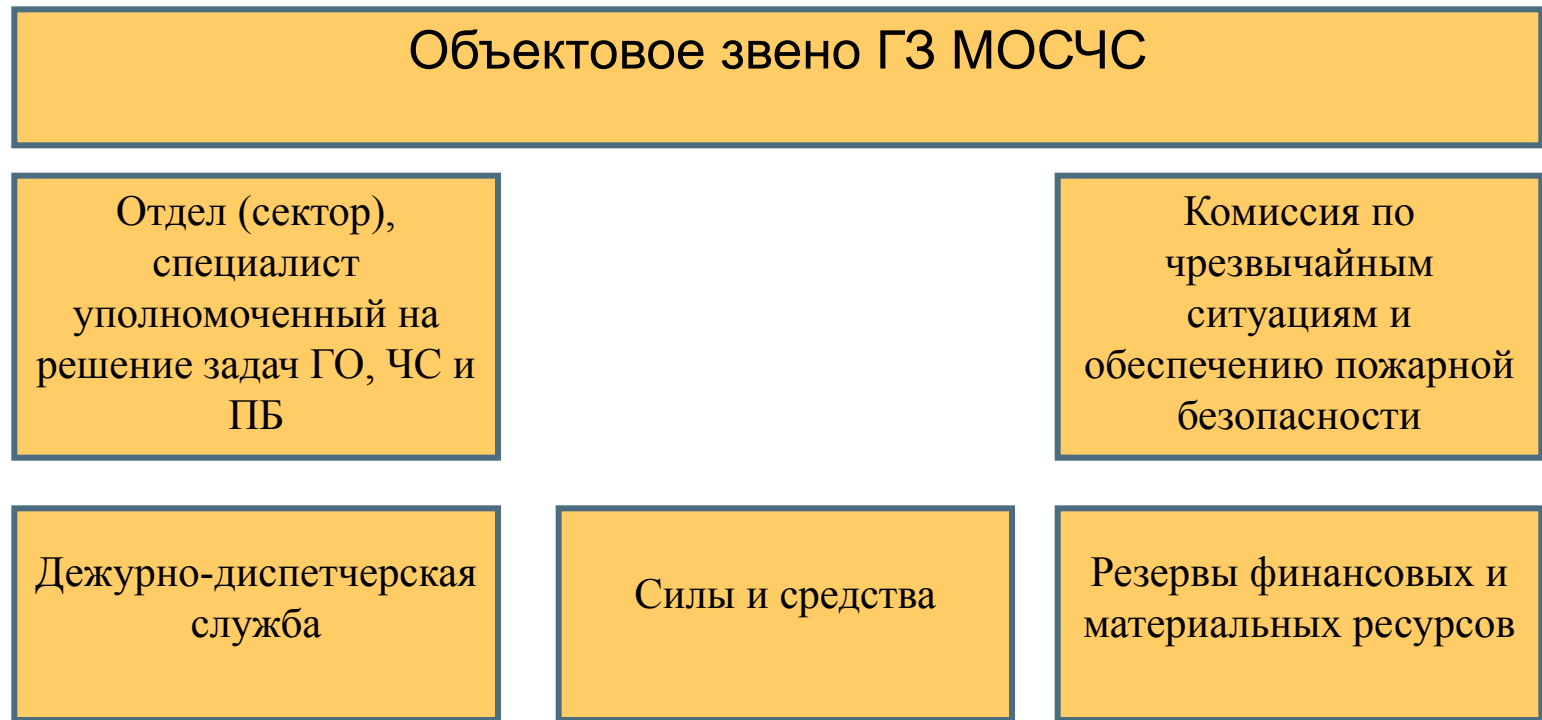 Объектовое звено ГЗ МОСЧС
Отдел (сектор),
специалист
уполномоченный на
решение задач ГО, ЧС и
ПБ
Комиссия по
чрезвычайным
ситуациям и
обеспечению пожарной
безопасности
Дежурно-диспетчерская
служба
Силы и средства
Резервы финансовых и
материальных ресурсов